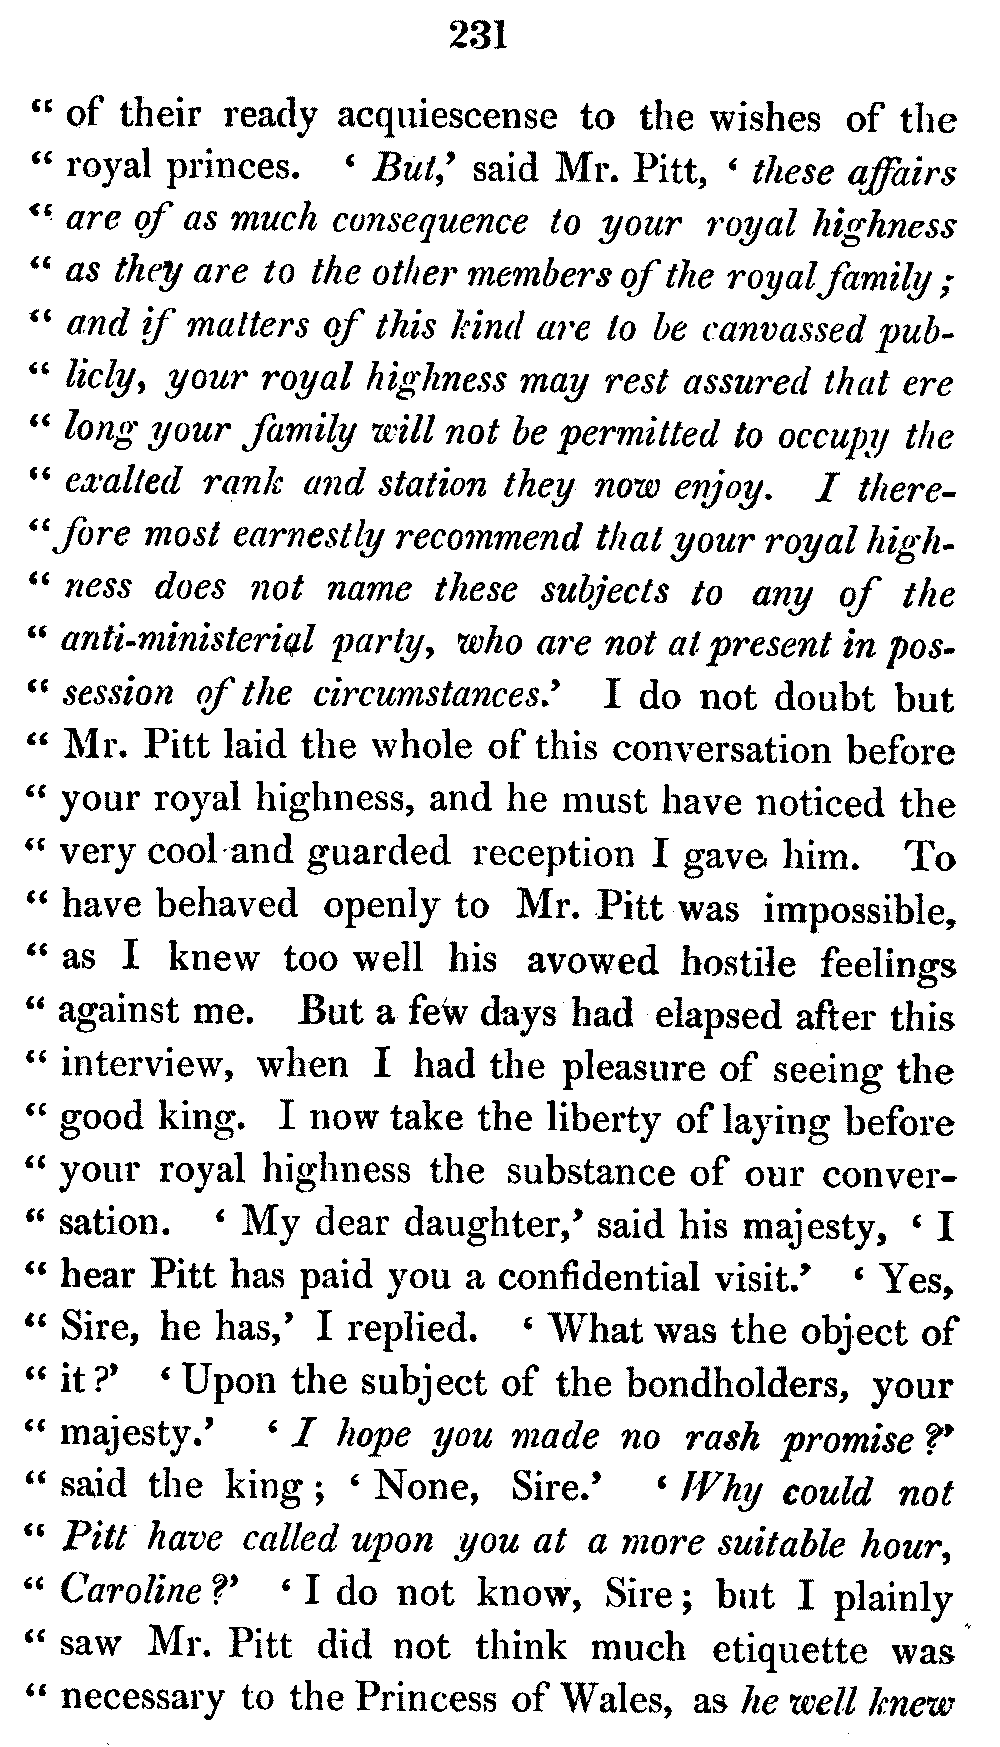 231
“ of their ready acquiescense to the wishes of the
“ royal princes. ‘ But,’ said Mr. Pitt, ‘ these affairs
“ are of as much consequence to your royal highness
“ as they are to the other members of the royal family ;
“ and if matters of this kind are to be canvassed pub-
“ licly, your royal highness may rest assured that ere
“ long your family will not be permitted to occupy the
“ exalted rank and station they now enjoy. I there-
“ fore most earnestly recommend that your royal high-
“ ness does not name these subjects to any of the
“ anti-ministerial party, who are not at present in pos-
“ session of the circumstances.’ I do not doubt but
“ Mr. Pitt laid the whole of this conversation before
“ your royal highness, and he must have noticed the
“ very cool and guarded reception I gave him. To
“ have behaved openly to Mr. Pitt was impossible,
“ as I knew too well his avowed hostile feelings
“ against me. But a few days had elapsed after this
“ interview, when I had the pleasure of seeing the
“ good king. I now take the liberty of laying before
“ your royal highness the substance of our conver-
“ sation. ‘ My dear daughter,’ said his majesty, ‘ I
“ hear Pitt has paid you a confidential visit.’ ‘ Yes,
“ Sire, he has,’ I replied. ‘ What was the object of
“ it ?’ ‘ Upon the subject of the bondholders, your
“ majesty.’ ‘ I hope you made no rash promise ?’
“ said the king ; ‘ None, Sire.’ ‘ Why could not
“ Pitt have called upon you at a more suitable hour,
“ Caroline ?’ ‘ I do not know, Sire ; but I plainly
“ saw Mr. Pitt did not think much etiquette was
“ necessary to the Princess of Wales, as he well knew